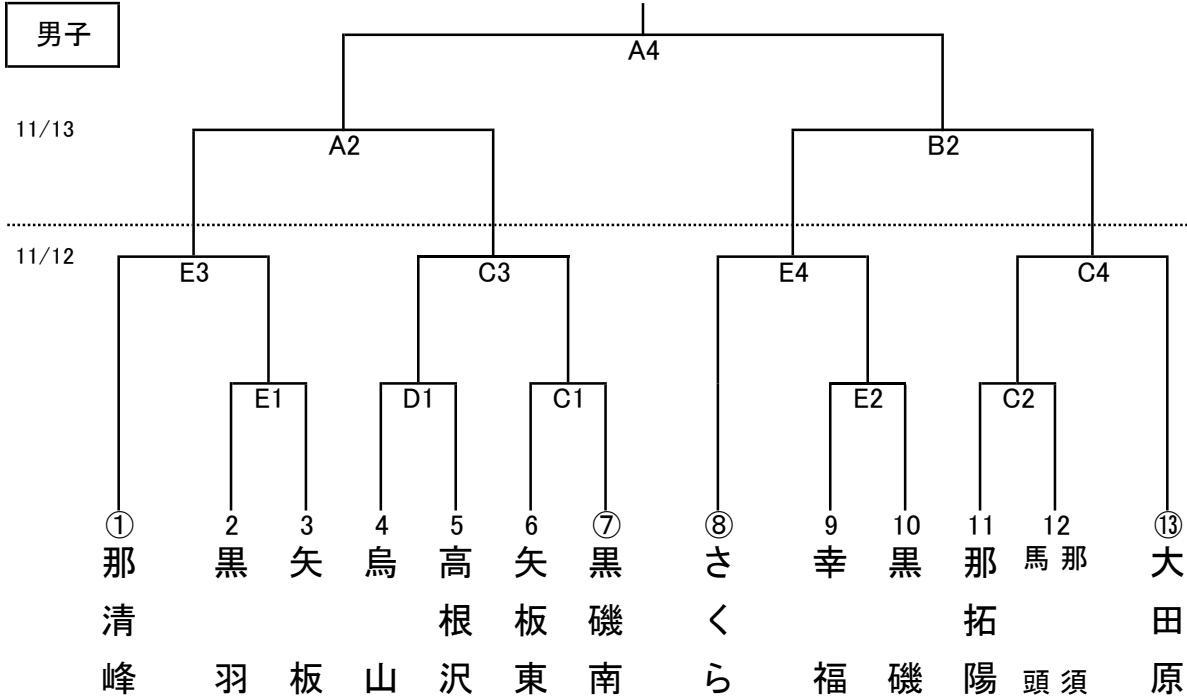 男子
A4
11/13
A2
B2
11/12
E3
C3
E4
C4
E1
D1
C1
E2
C2
① 2 3 4 5 6 ⑦ ⑧ 9 10 11 12 ⑬
那清峰
黒羽
矢板
烏山
高根沢
矢板東
黒磯南
さくら
幸福
黒磯
那拓陽
馬頭
那須
大田原